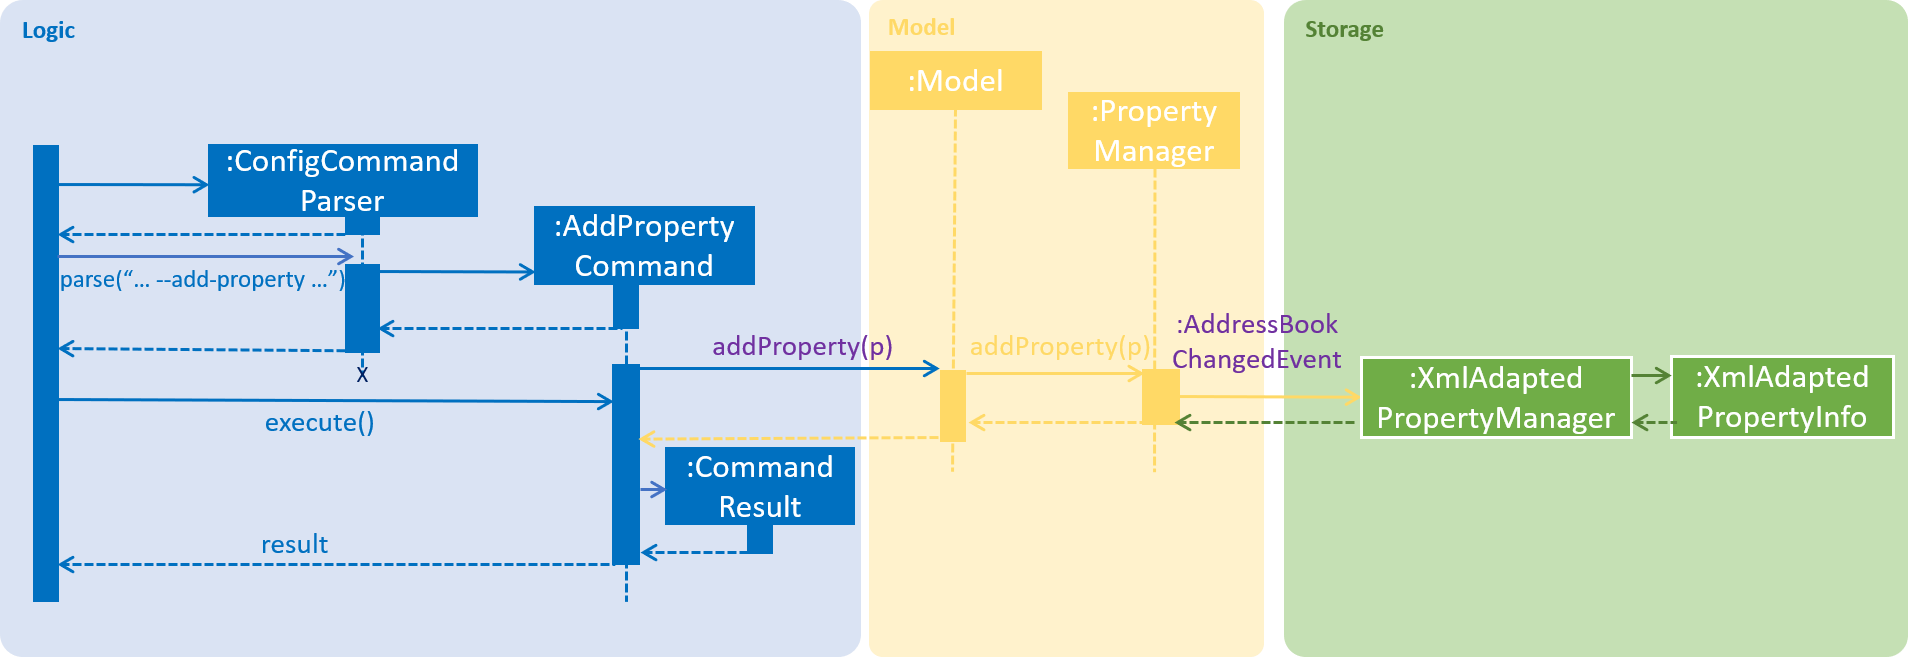 Logic
Model
Storage
:Model
:Property
Manager
:ConfigCommand
Parser
:AddProperty
Command
parse(“... --add-property ...”)
addProperty(p)
addProperty(p)
:AddressBook
ChangedEvent
X
:XmlAdapted
PropertyManager
:XmlAdapted
PropertyInfo
execute()
:Command
Result
result